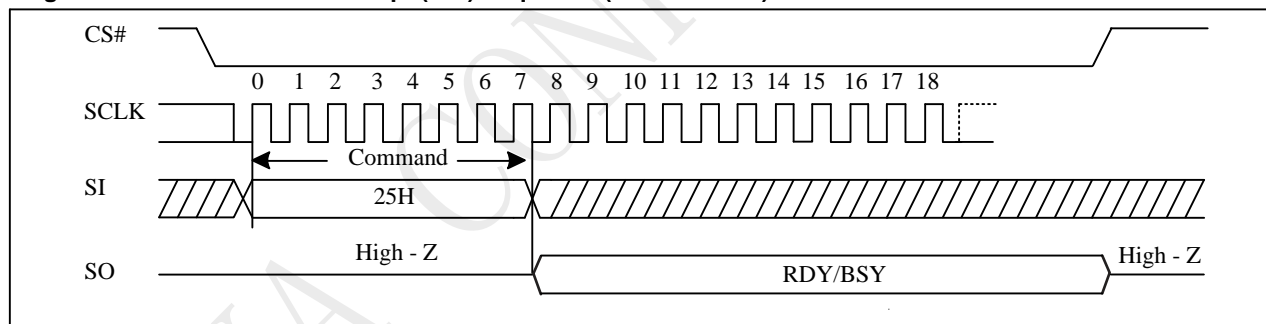 CS#
0 1 2 3 4 5 6 7 8 9 10 11 12 13 14 15 16 17 18
SCLK
Command
SI
25H
High - Z
High - Z
SO
RDY/BSY